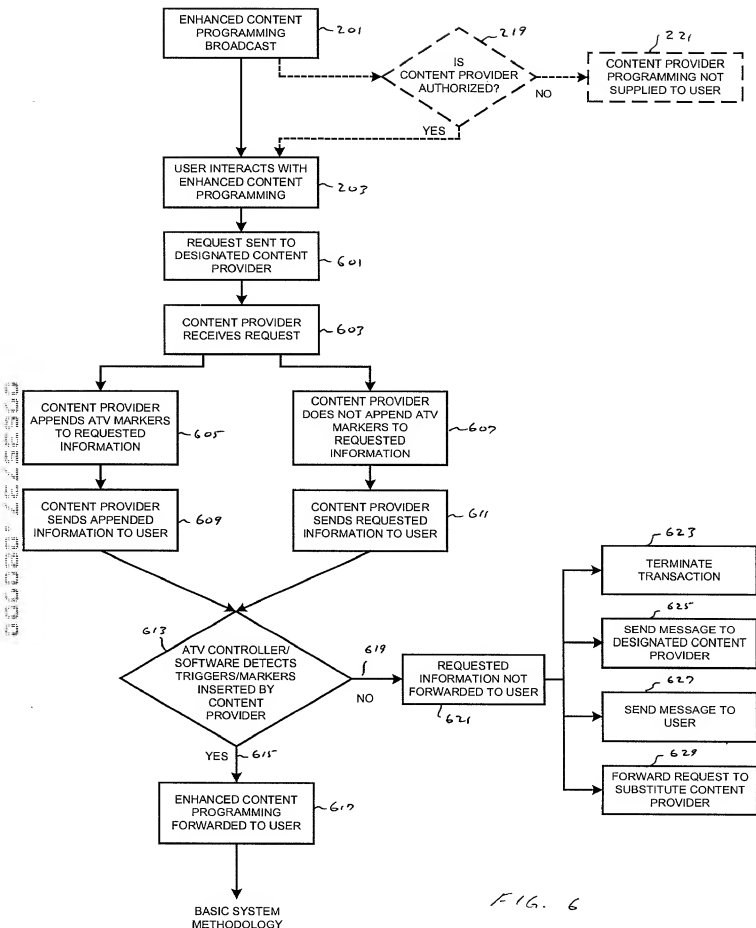 ENHANCED CONTENT
PROGRAMMING
BROADCAST
201
IS
CONTENT PROVIDER
AUTHORIZED?
219
NO
YES
221
CONTENT PROVIDER
PROGRAMMING NOT
SUPPLIED TO USER
USER INTERACTS WITH
ENHANCED CONTENT
PROGRAMMING
203
REQUEST SENT TO
DESIGNATED CONTENT
PROVIDER
601
CONTENT PROVIDER
RECEIVES REQUEST
603
CONTENT PROVIDER
APPENDS ATV MARKERS
TO REQUESTED
INFORMATION
605
CONTENT PROVIDER
DOES NOT APPEND ATV
MARKERS TO
REQUESTED
INFORMATION
607
CONTENT PROVIDER
SENDS APPENDED
INFORMATION TO USER
609
CONTENT PROVIDER
SENDS REQUESTED
INFORMATION TO USER
611
613
ATV CONTROLLER/
SOFTWARE DETECTS
TRIGGERS/MARKERS
INSERTED BY
CONTENT
PROVIDER
619
NO
REQUESTED
INFORMATION NOT
FORWARDED TO USER
621
623
TERMINATE
TRANSACTION
625
SEND MESSAGE TO
DESIGNATED CONTENT
PROVIDER
627
SEND MESSAGE TO
USER
629
FORWARD REQUEST TO
SUBSTITUTE CONTENT
PROVIDER
YES
615
ENHANCED CONTENT
PROGRAMMING
FORWARDED TO USER
617
BASIC SYSTEM
METHODOLOGY
FIG. 6